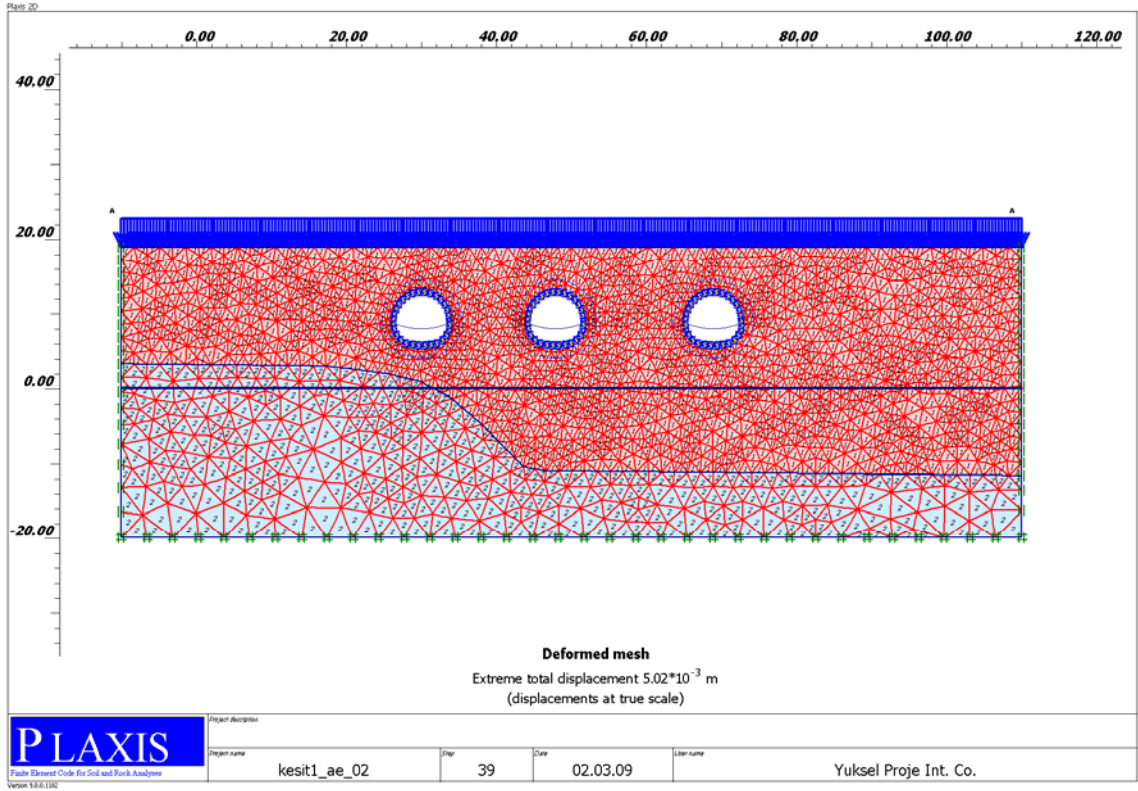 Plaxis 2D
0.00 20.00 40.00 60.00 80.00 100.00 120.00
40.00
A A
20.00
0.00
-20.00
Deformed mesh
Extreme total displacement 5.02*10⁻³ m
(displacements at true scale)
Project description
PLAXIS
Finite Element Code for Soil and Rock Analyses
Project name Step Date User name
kesit1_ae_02 39 02.03.09 Yuksel Proje Int. Co.